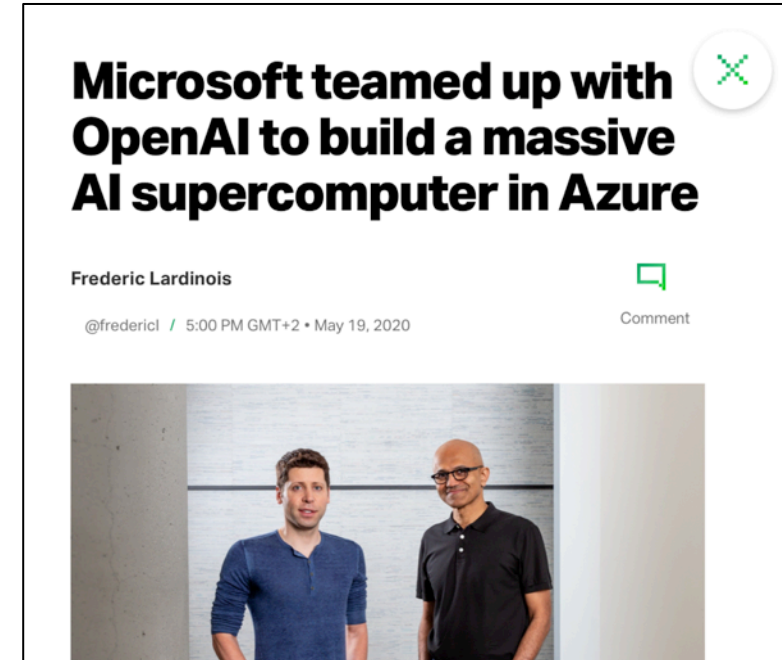 Microsoft teamed up with
OpenAI to build a massive
AI supercomputer in Azure
Frederic Lardinois
@fredericl / 5:00 PM GMT+2 • May 19, 2020
Comment